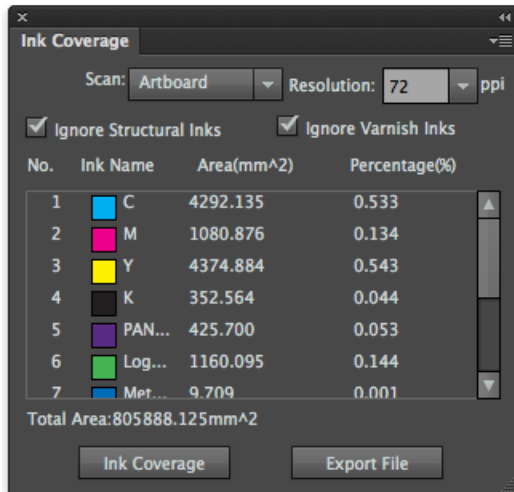 Ink Coverage
Scan: Artboard Resolution: 72 ppi
Ignore Structural Inks Ignore Varnish Inks
No. Ink Name Area(mm^2) Percentage(%)
1 C 4292.135 0.533
2 M 1080.876 0.134
3 Y 4374.884 0.543
4 K 352.564 0.044
5 PAN... 425.700 0.053
6 Log... 1160.095 0.144
7 Met... 9.709 0.001
Total Area:805888.125mm^2
Ink Coverage Export File